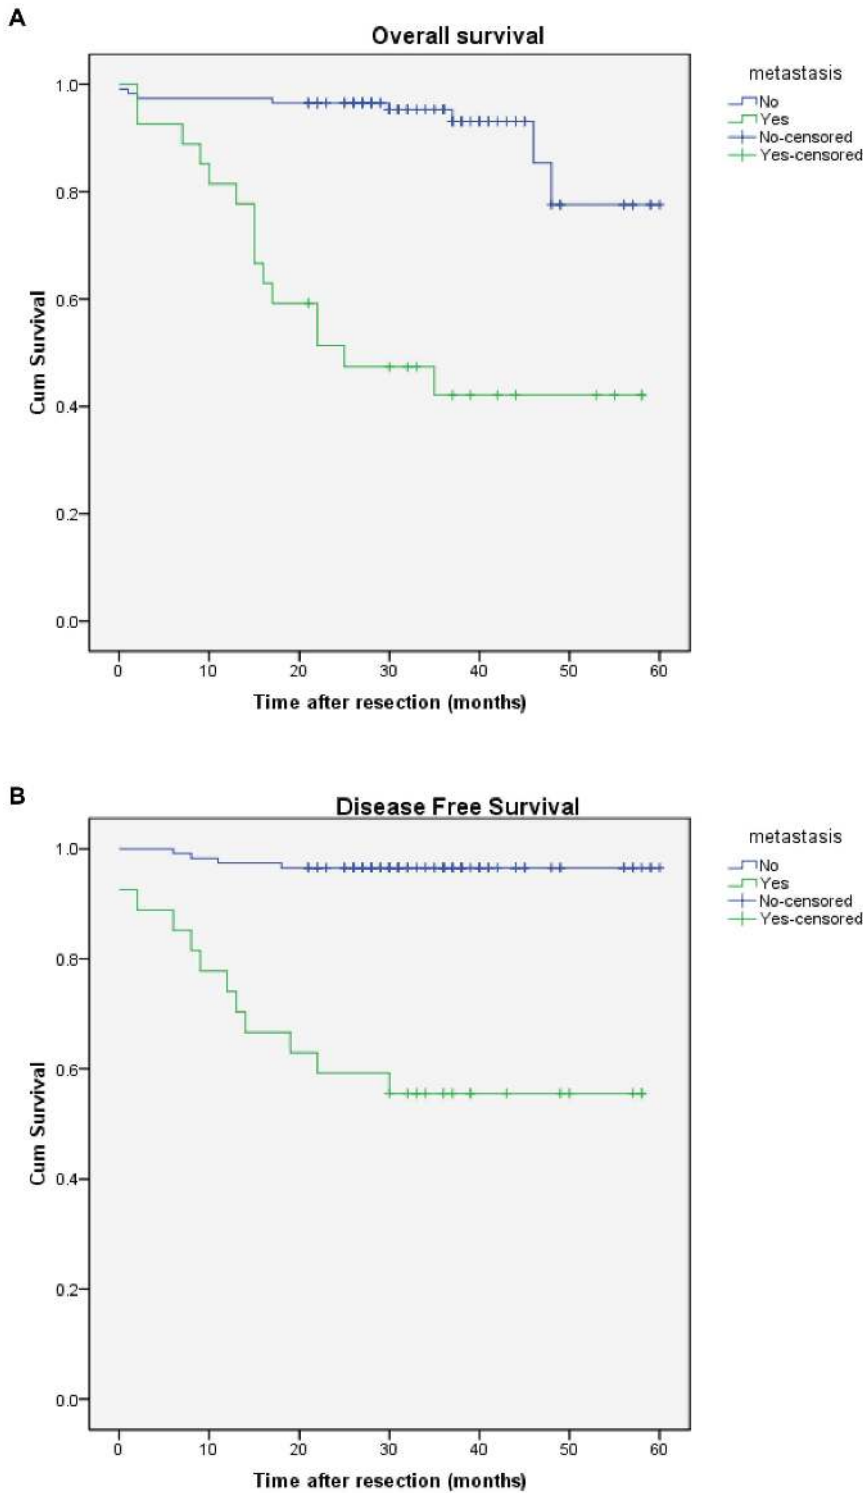 A
Overall survival
metastasis
No
Yes
No-censored
Yes-censored
1.0
0.8
0.6
0.4
0.2
0.0
Cum Survival
0 10 20 30 40 50 60
Time after resection (months)
B
Disease Free Survival
metastasis
No
Yes
No-censored
Yes-censored
1.0
0.8
0.6
0.4
0.2
0.0
Cum Survival
0 10 20 30 40 50 60
Time after resection (months)